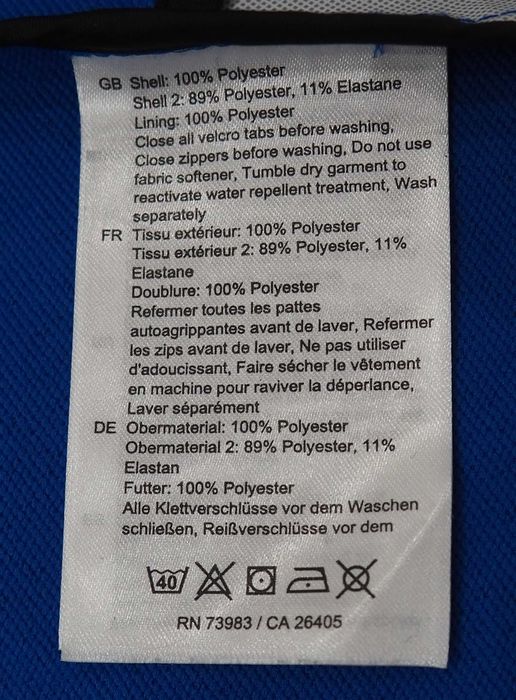 GB Shell: 100% Polyester
Shell 2: 89% Polyester, 11% Elastane
Lining: 100% Polyester
Close all velcro tabs before washing,
Close zippers before washing, Do not use
fabric softener, Tumble dry garment to
reactivate water repellent treatment, Wash
separately
FR Tissu extérieur: 100% Polyester
Tissu extérieur 2: 89% Polyester, 11%
Elastane
Doublure: 100% Polyester
Refermer toutes les pattes
autoagrippantes avant de laver, Refermer
les zips avant de laver, Ne pas utiliser
d'adoucissant, Faire sécher le vêtement
en machine pour raviver la déperlance,
Laver séparément
DE Obermaterial: 100% Polyester
Obermaterial 2: 89% Polyester, 11%
Elastan
Futter: 100% Polyester
Alle Klettverschlüsse vor dem Waschen
schließen, Reißverschlüsse vor dem
40
RN 73983 / CA 26405